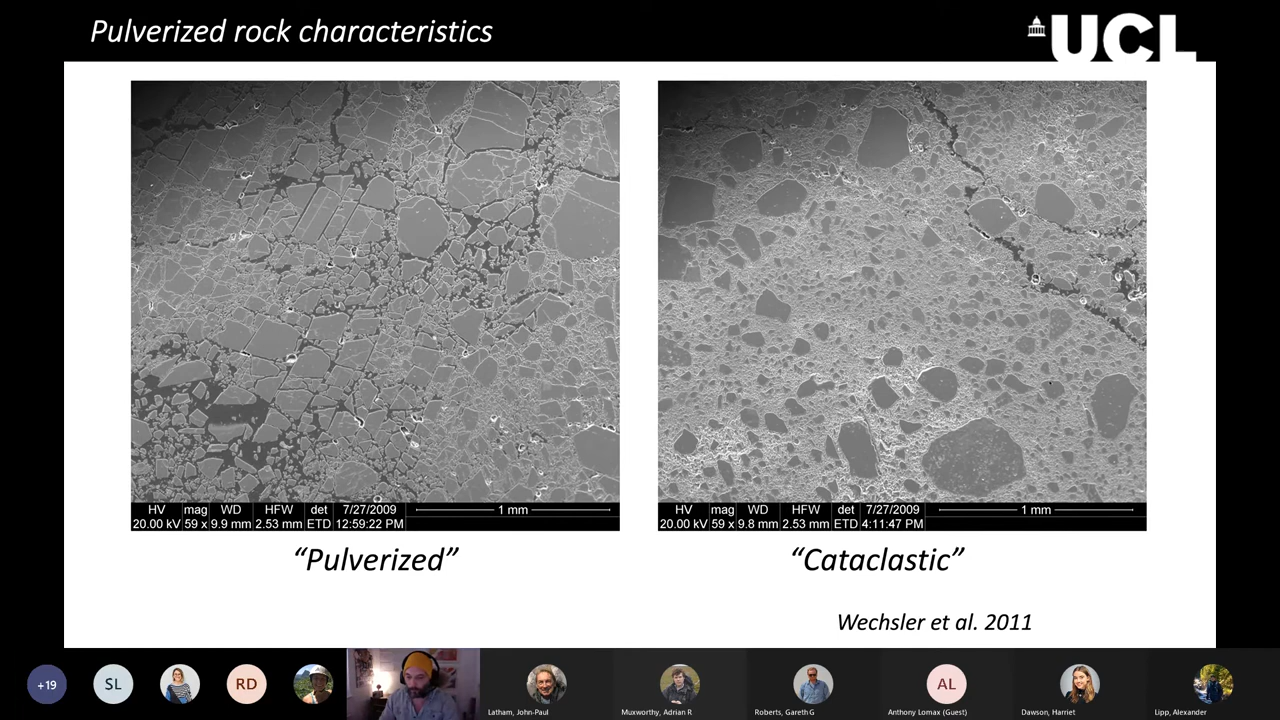 Pulverized rock characteristics
UCL
HV mag WD HFW det 7/27/2009 1 mm
20.00 kV 59 x 9.9 mm 2.53 mm ETD 12:59:22 PM
HV mag WD HFW det 7/27/2009 1 mm
20.00 kV 59 x 9.8 mm 2.53 mm ETD 4:11:47 PM
“Pulverized”
“Cataclastic”
Wechsler et al. 2011
+19
SL
RD
AL
Latham, John-Paul
Muxworthy, Adrian R
Roberts, Gareth G
Anthony Lomax (Guest)
Dawson, Harriet
Lipp, Alexander